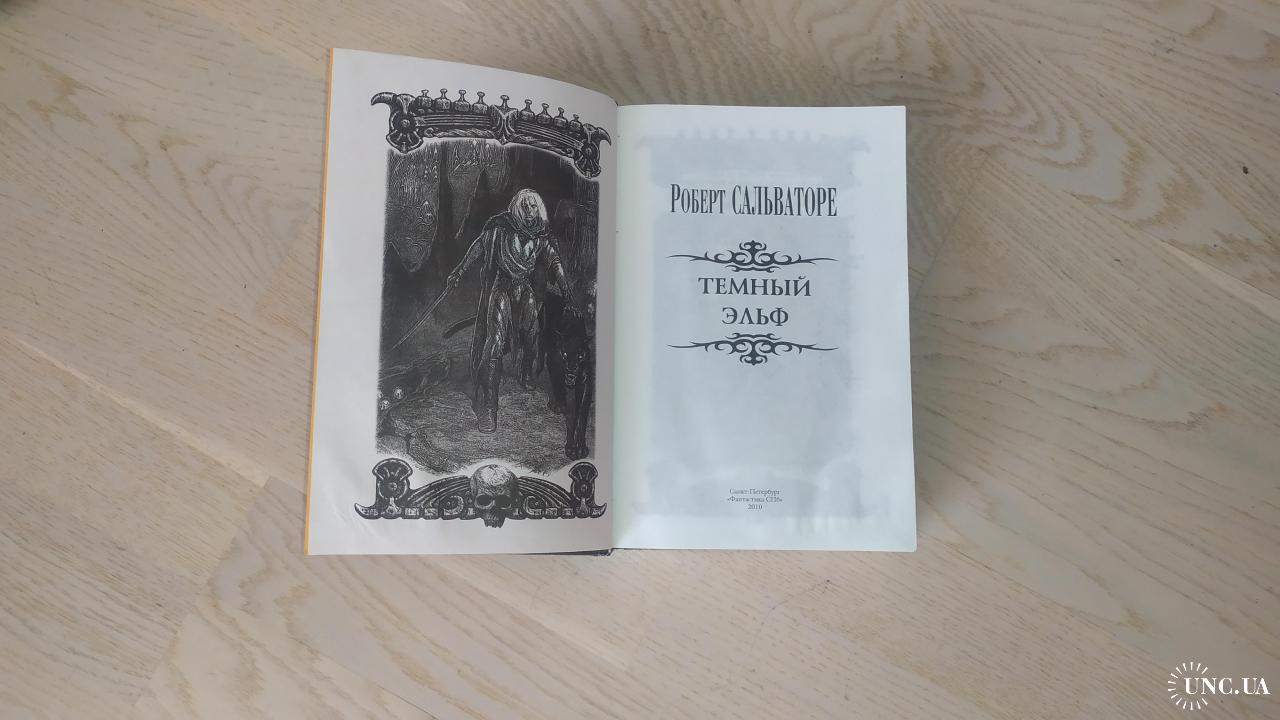 Роберт САЛЬВАТОРЕ
ТЕМНЫЙ
ЭЛЬФ
Санкт-Петербург
«Фантастика СПб»
2010
UNC.UA